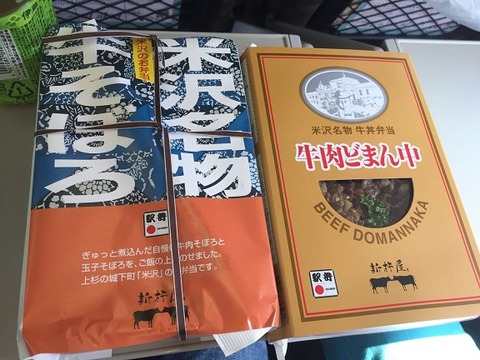 米沢名物
牛そぼろ
米沢のお弁当
駅弁
ぎゅっと煮込んだ自慢の牛肉そぼろと
玉子そぼろを、ご飯の上にのせました。
上杉の城下町「米沢」の
弁当です。
新杵屋
米沢名物 牛丼弁当
牛肉どまん中
BEEF DOMANNAKA
駅弁
新杵屋